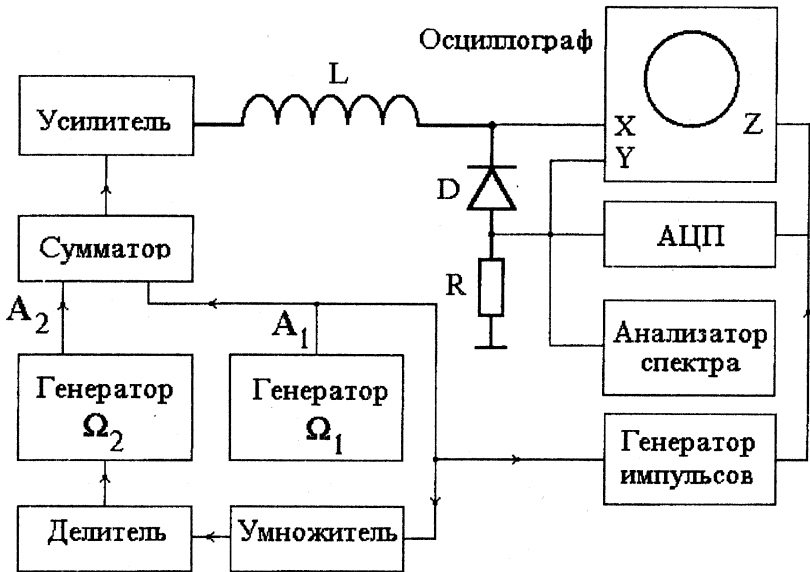 Осциллограф
L
Усилитель
X
Z
Y
D
Сумматор
АЦП
R
A2
A1
Анализатор
спектра
Генератор
Ω2
Генератор
Ω1
Генератор
импульсов
Делитель
Умножитель